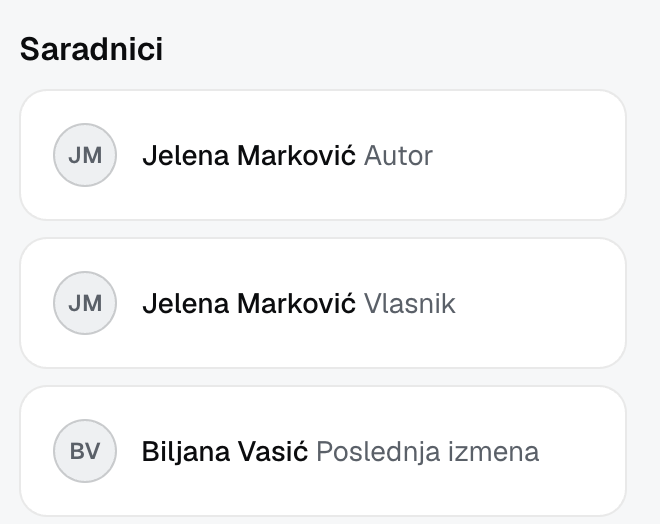 Saradnici
JM Jelena Marković Autor
JM Jelena Marković Vlasnik
BV Biljana Vasić Poslednja izmena